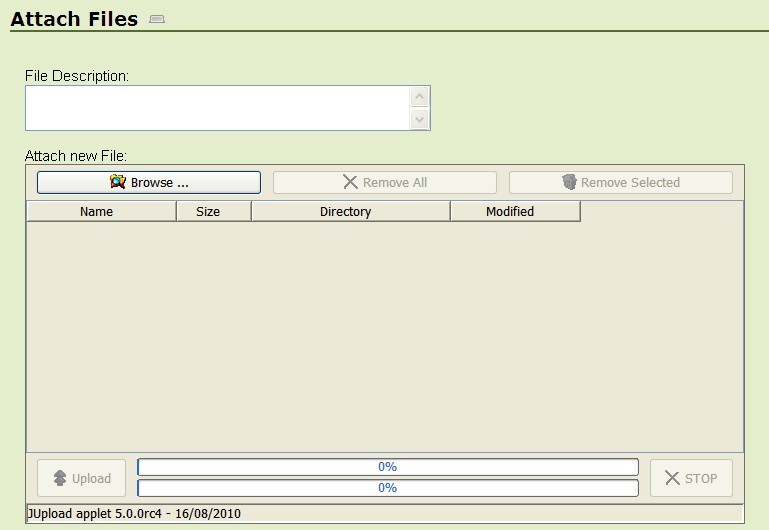 Attach Files
File Description:
Attach new File:
Browse ... Remove All Remove Selected
Name Size Directory Modified
Upload 0% STOP
0%
JUpload applet 5.0.0rc4 - 16/08/2010